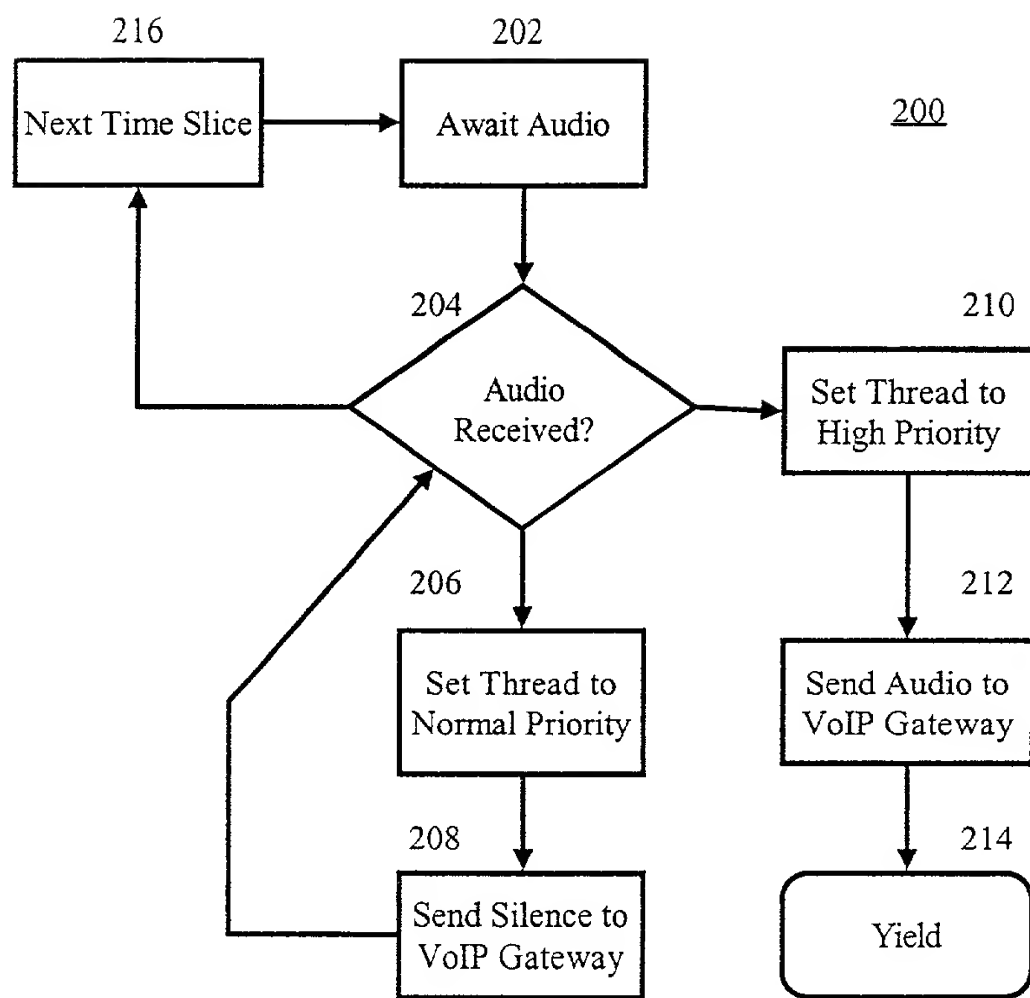 216
202
Next Time Slice
Await Audio
200
204
210
Audio
Received?
Set Thread to
High Priority
206
212
Set Thread to
Normal Priority
Send Audio to
VoIP Gateway
208
214
Send Silence to
VoIP Gateway
Yield